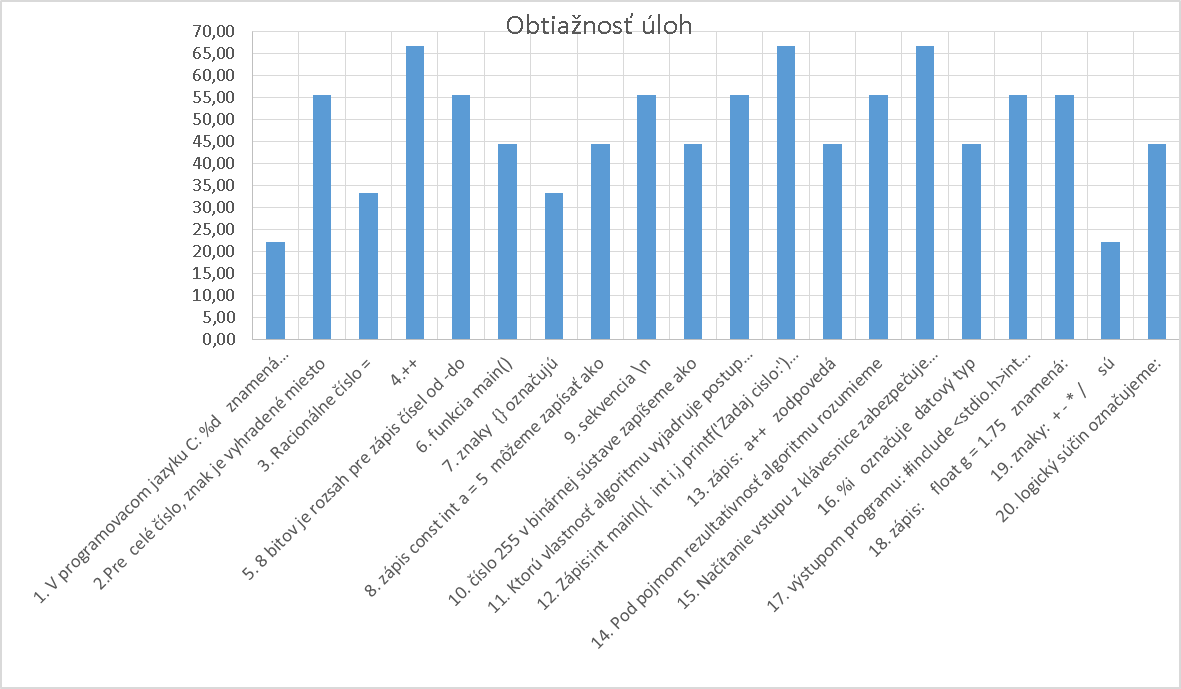 Obtiažnosť úloh
70,00
65,00
60,00
55,00
50,00
45,00
40,00
35,00
30,00
25,00
20,00
15,00
10,00
5,00
0,00
1. V programovacom jazyku C: %d znamená...
2.Pre celé číslo, znak je vyhradené miesto
3. Racionálne číslo =
4.++
5. 8 bitov je rozsah pre zápis čísel od -do
6. funkcia main()
7. znaky {} označujú
8. zápis const int a = 5 môžeme zapísať ako
9. sekvencia \n
10. číslo 255 v binárnej sústave zapíšeme ako
11. Ktorú vlastnosť algoritmu vyjadruje postup...
12. Zápis:int main(){ int i,j printf('Zadaj cislo:')...
13. zápis: a++ zodpovedá
14. Pod pojmom rezultatívnosť algoritmu rozumieme
15. Načítanie vstupu z klávesnice zabezpečuje...
16. %i označuje datový typ
17. výstupom programu: #include <stdio.h>int...
18. zápis: float g = 1.75 znamená:
19. znaky: + - * / sú
20. logický súčin označujeme: